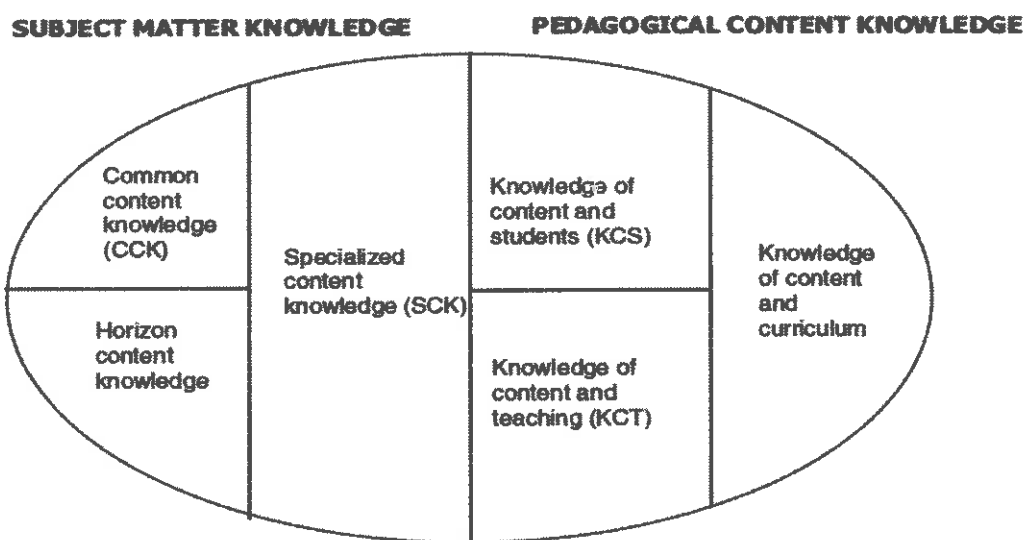 SUBJECT MATTER KNOWLEDGE
PEDAGOGICAL CONTENT KNOWLEDGE
Common
content
knowledge
(CCK)
Horizon
content
knowledge
Specialized
content
knowledge (SCK)
Knowledge of
content and
students (KCS)
Knowledge of
content and
teaching (KCT)
Knowledge
of content
and
curriculum